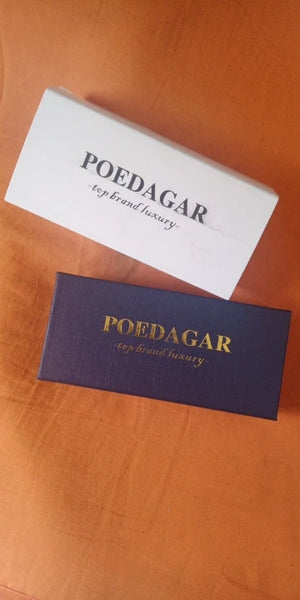 POEDAGAR
-top brand luxury-
POEDAGAR
-top brand luxury-